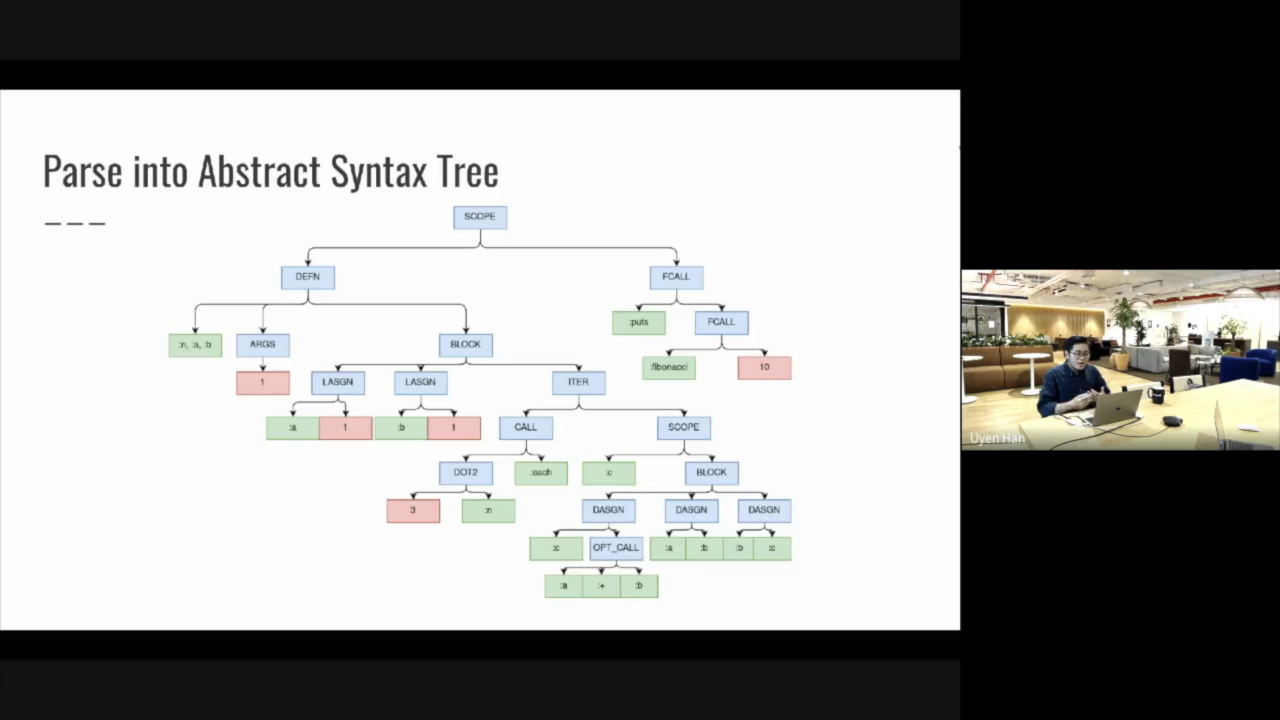 Parse into Abstract Syntax Tree
SCOPE
DEFN
FCALL
:n, :a, :b
ARGS
BLOCK
:puts
FCALL
1
LASGN
LASGN
ITER
:fibonacci
10
:a
1
:b
1
CALL
SCOPE
DOT2
:each
:c
BLOCK
3
:n
DASGN
DASGN
DASGN
:c
OPT_CALL
:a
:b
:b
:c
:a
:+
:b
Uyen Han